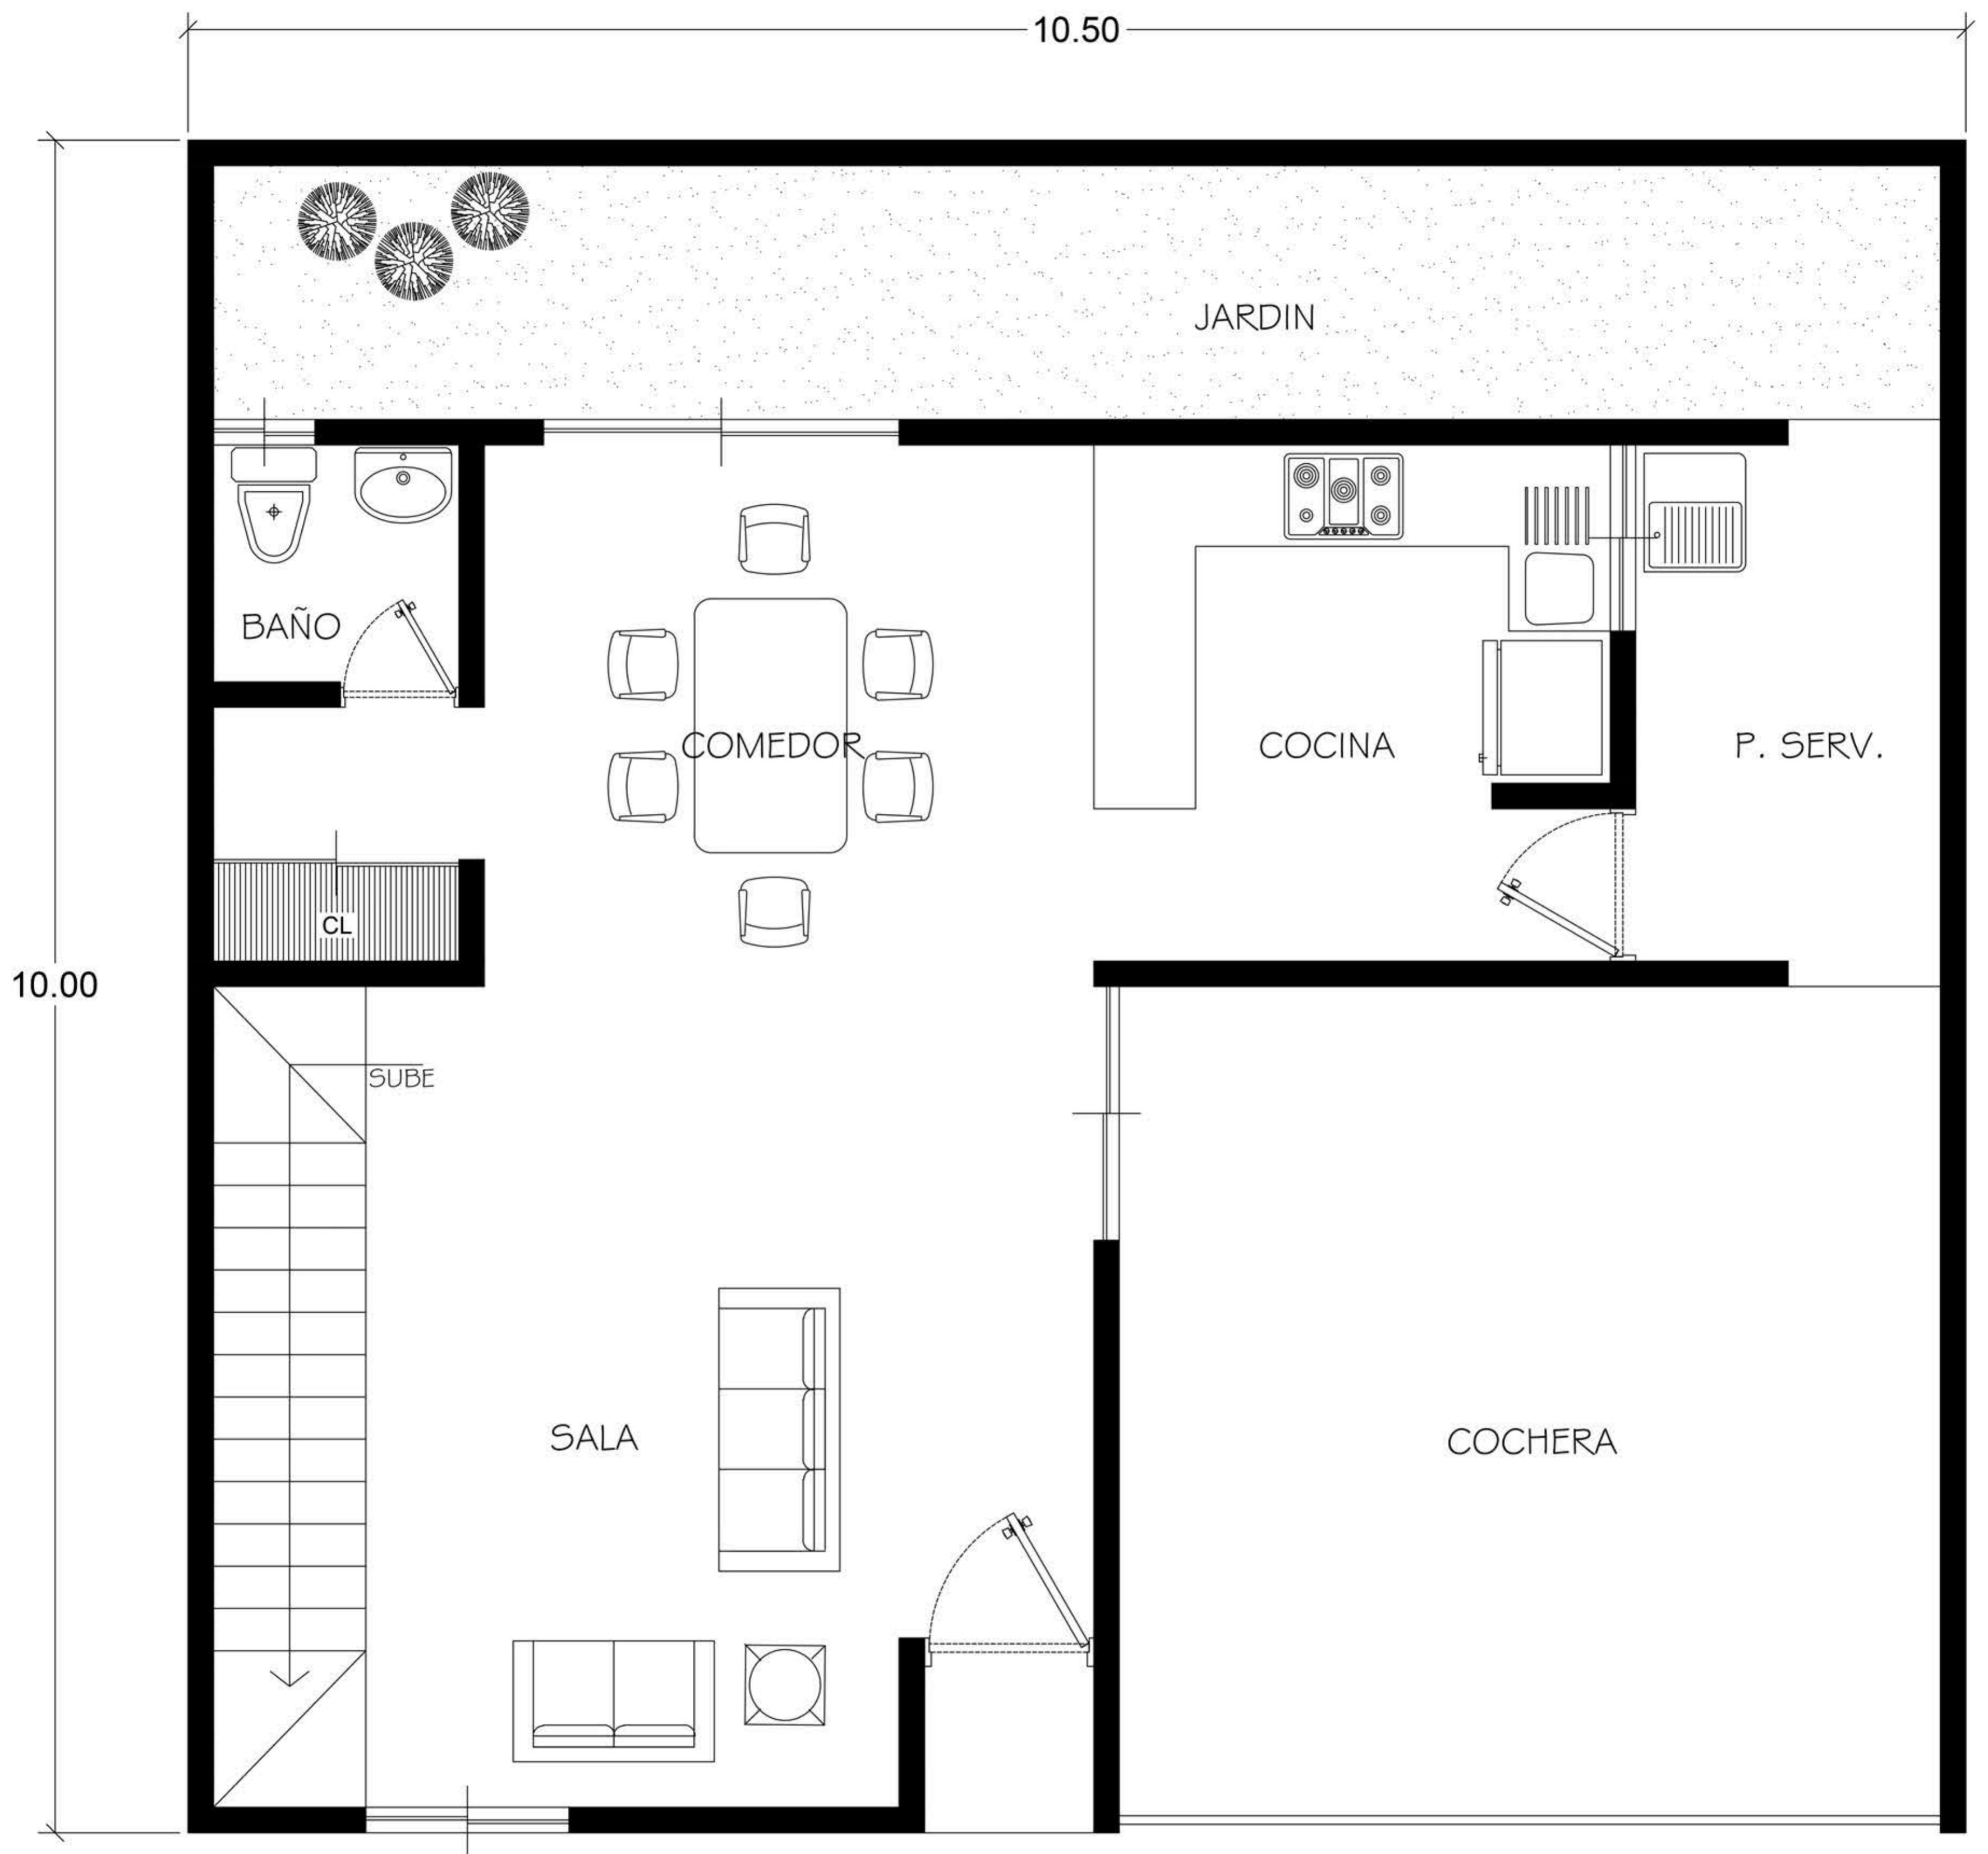 10.50
JARDIN
BAÑO
COMEDOR
COCINA
P. SERV.
CL
10.00
SUBE
SALA
COCHERA